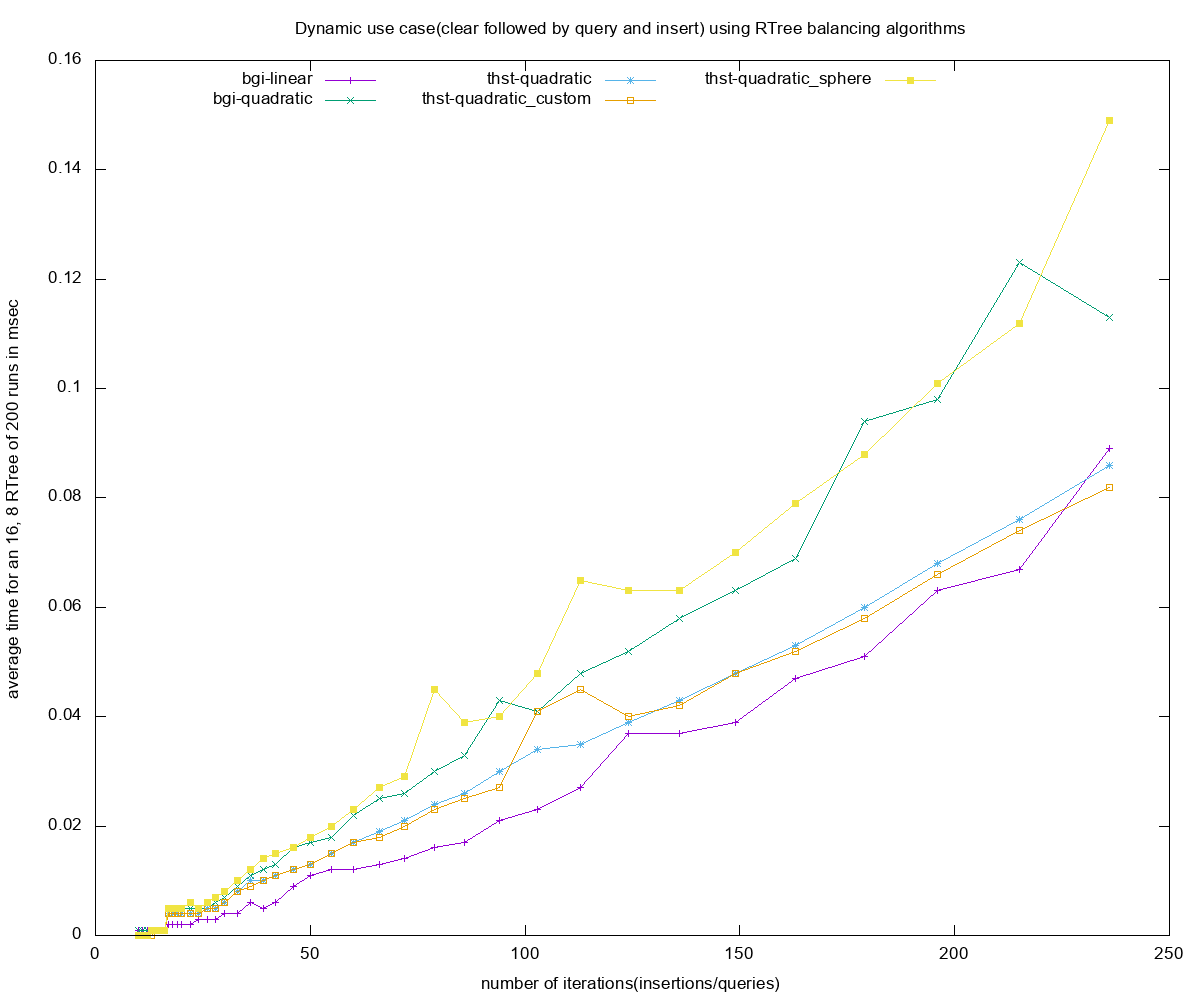 Dynamic use case(clear followed by query and insert) using RTree balancing algorithms
bgi-linear
bgi-quadratic
thst-quadratic
thst-quadratic_custom
thst-quadratic_sphere
average time for an 16, 8 RTree of 200 runs in msec
0.16
0.14
0.12
0.1
0.08
0.06
0.04
0.02
0
0 50 100 150 200 250
number of iterations(insertions/queries)